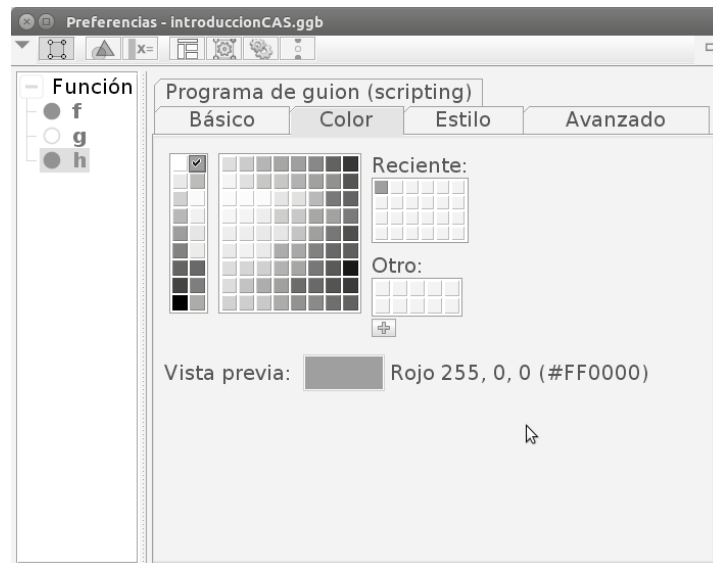 Preferencias - introduccionCAS.ggb
x=
Función
f
g
h
Programa de guion (scripting)
Básico Color Estilo Avanzado
Reciente:
Otro:
Vista previa: Rojo 255, 0, 0 (#FF0000)